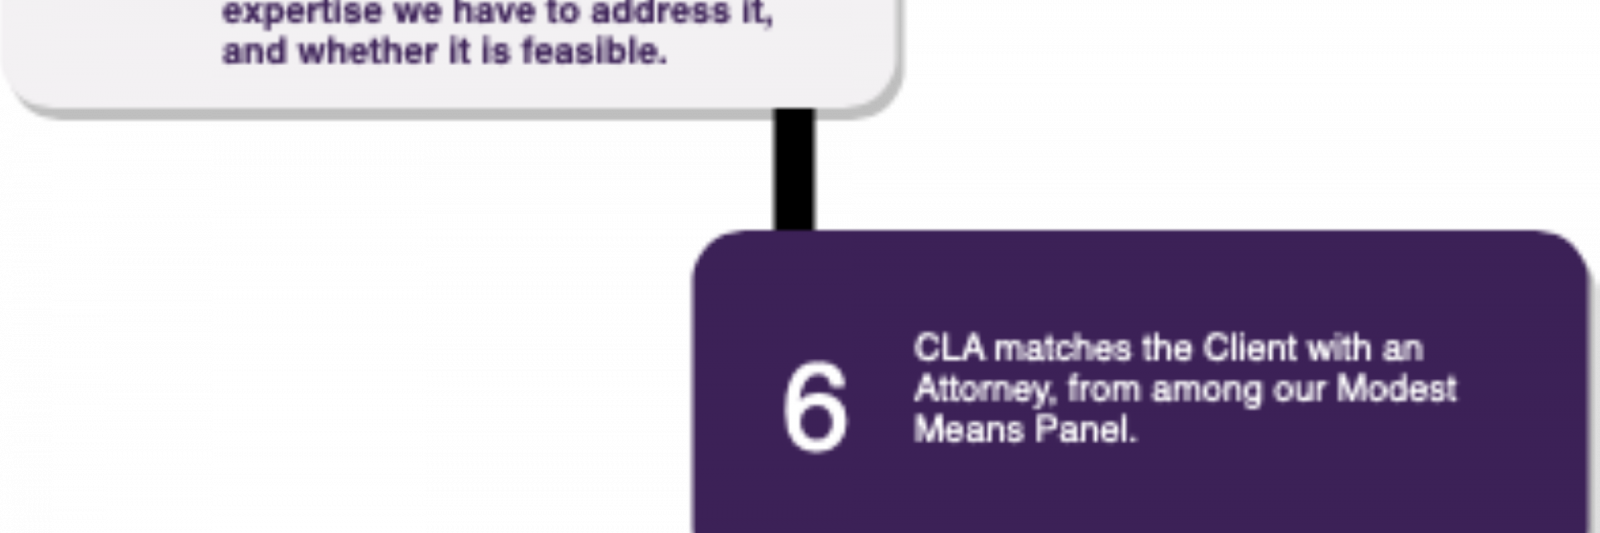 expertise we have to address it,
and whether it is feasible.
6
CLA matches the Client with an
Attorney, from among our Modest
Means Panel.